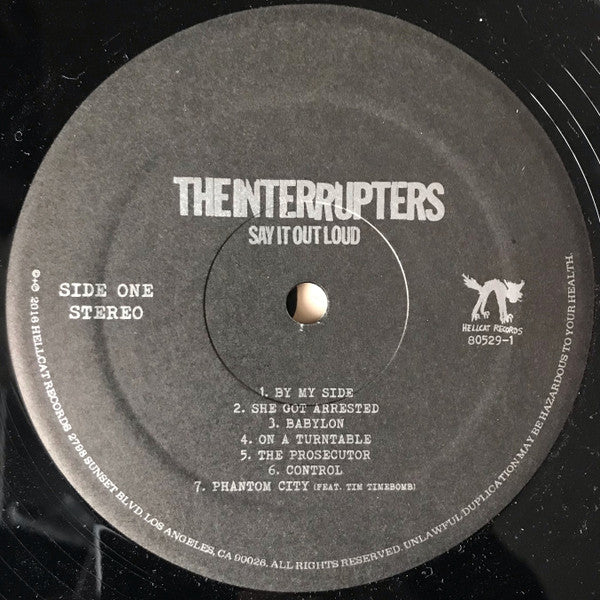 THE INTERRUPTERS
SAY IT OUT LOUD
SIDE ONE
STEREO
HELLCAT RECORDS
80529-1
1. BY MY SIDE
2. SHE GOT ARRESTED
3. BABYLON
4. ON A TURNTABLE
5. THE PROSECUTOR
6. CONTROL
7. PHANTOM CITY (FEAT. TIM TIMEBOMB)
℗+© 2016 HELLCAT RECORDS 2798 SUNSET BLVD. LOS ANGELES, CA 90026. ALL RIGHTS RESERVED. UNLAWFUL DUPLICATION MAY BE HAZARDOUS TO YOUR HEALTH.